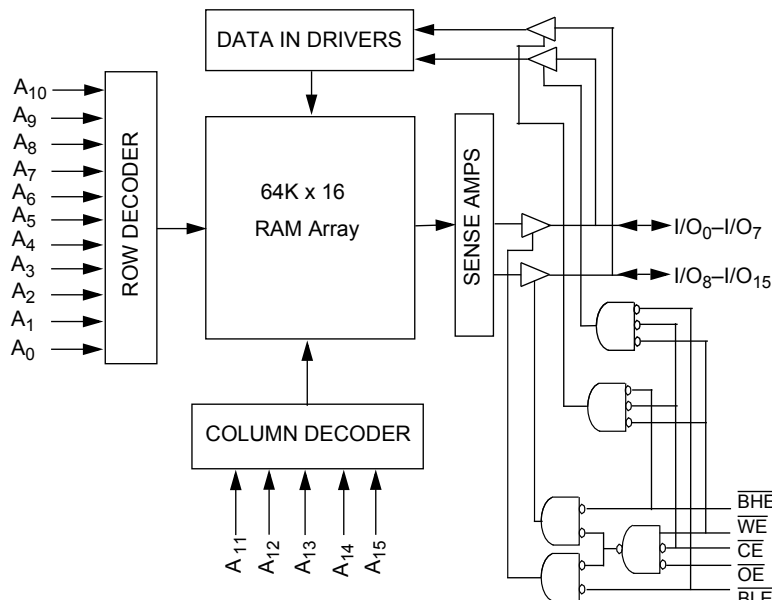 DATA IN DRIVERS
A10
A9
A8
A7
A6
A5
A4
A3
A2
A1
A0
ROW DECODER
64K x 16
RAM Array
SENSE AMPS
I/O0–I/O7
I/O8–I/O15
COLUMN DECODER
A11
A12
A13
A14
A15
BHE
WE
CE
OE
BLE